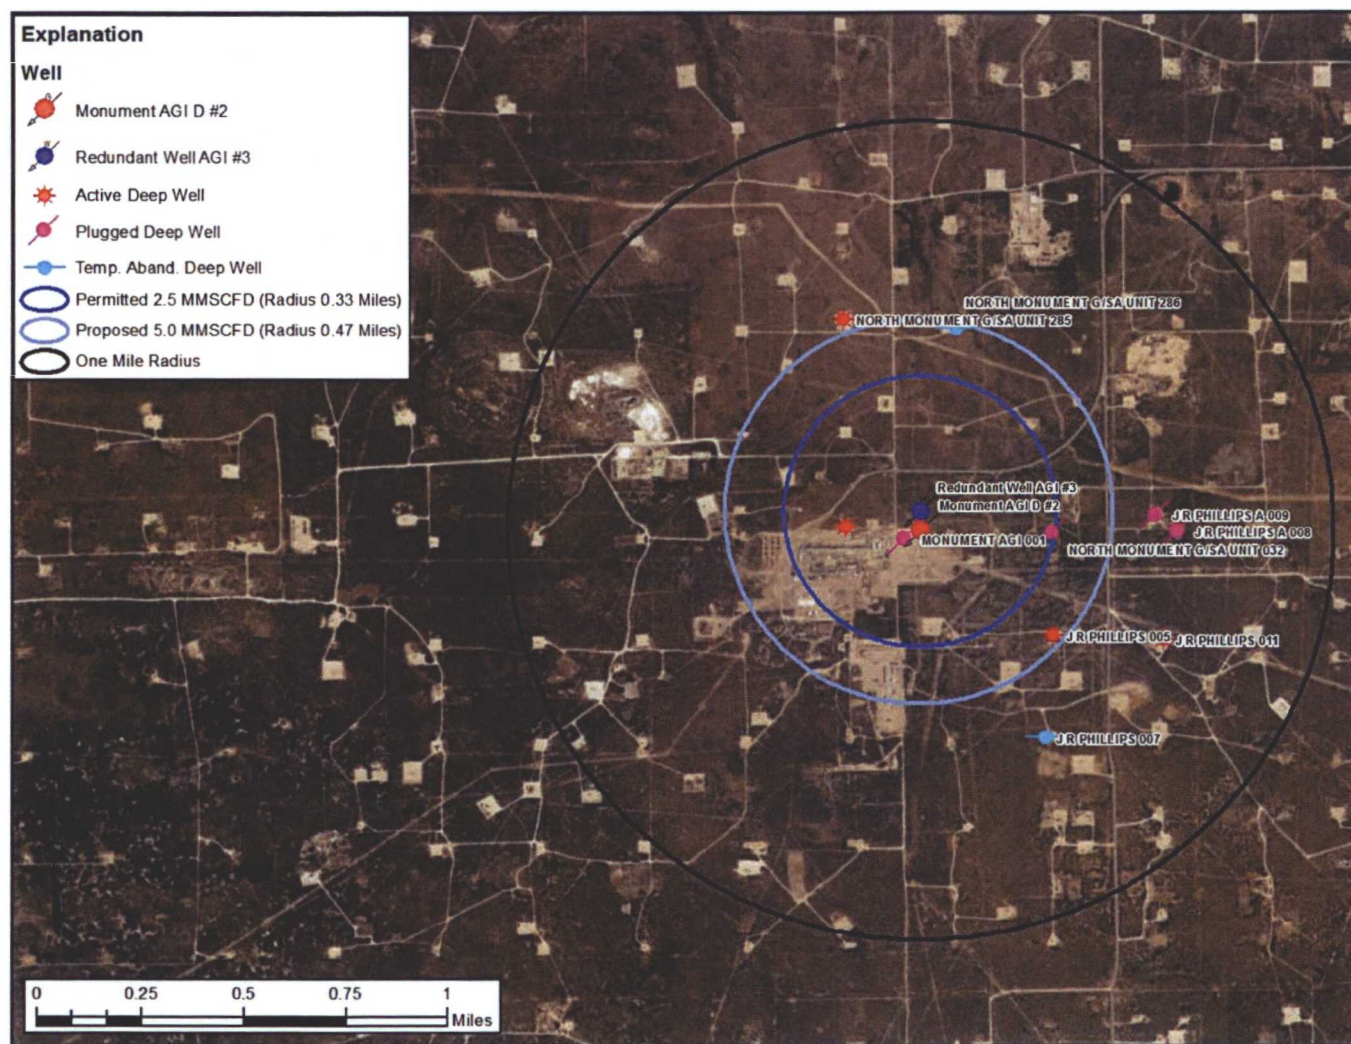 Explanation
Well
Monument AGI D #2
Redundant Well AGI #3
Active Deep Well
Plugged Deep Well
Temp. Aband. Deep Well
Permitted 2.5 MMSCFD (Radius 0.33 Miles)
Proposed 5.0 MMSCFD (Radius 0.47 Miles)
One Mile Radius
NORTH MONUMENT G/SA UNIT 286
NORTH MONUMENT G/SA UNIT 285
Redundant Well AGI #3
Monument AGI D #2
MONUMENT AGI 001
NORTH MONUMENT G/SA UNIT 032
J R PHILLIPS A 009
J R PHILLIPS A 008
J R PHILLIPS 005
J R PHILLIPS 011
J R PHILLIPS 007
0 0.25 0.5 0.75 1
Miles